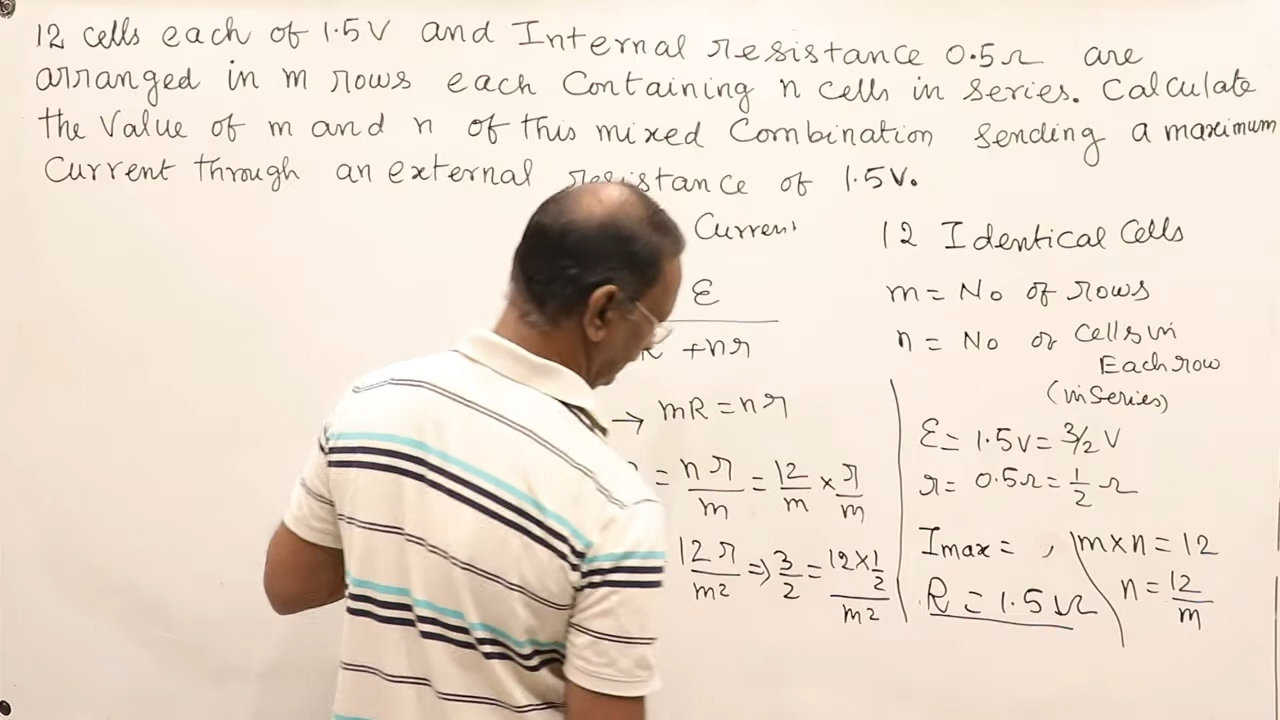 12 cells each of 1.5V and Internal resistance 0.5Ω are
arranged in m rows each Containing n cells in series. Calculate
the Value of m and n of this mixed Combination sending a maximum
Current through an external resistance of 1.5V.
Current
ε
+nr
→ mR = nr
= nr/m = 12/m × r/m
12r/m² ⇒ 3/2 = 12×1/2/m²
12 Identical Cells
m = No of rows
n = No of Cells in
Each row
(in Series)
ε = 1.5V = 3/2 V
r = 0.5Ω = 1/2 Ω
Imax = , m×n = 12
R = 1.5Ω
n = 12/m